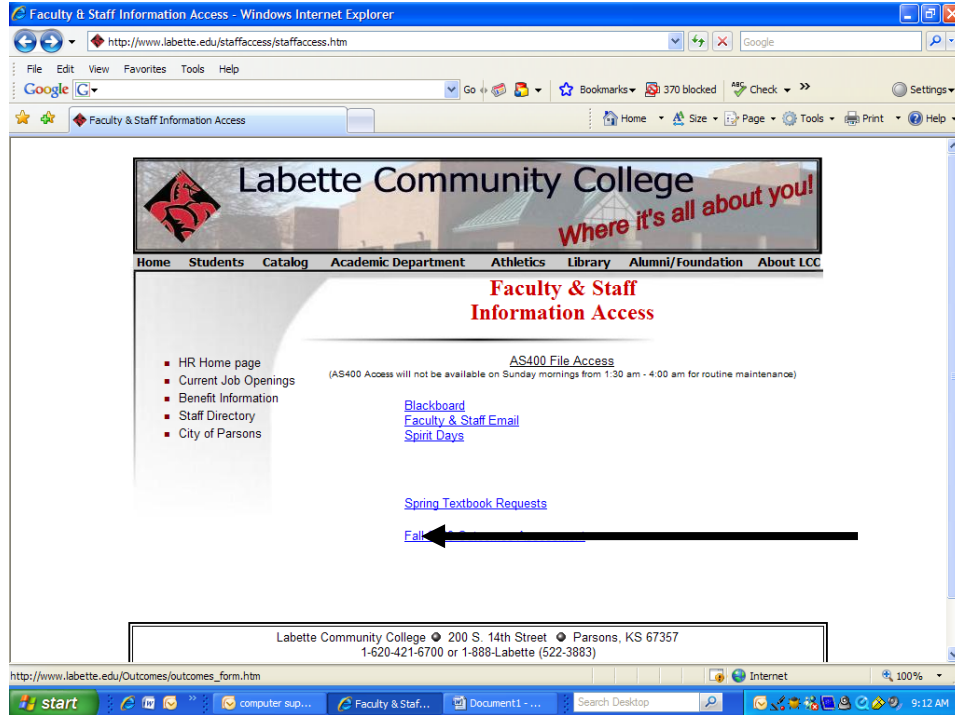 Faculty & Staff Information Access - Windows Internet Explorer
http://www.labette.edu/staffaccess/staffaccess.htm
Google
File Edit View Favorites Tools Help
Google G Go Bookmarks 370 blocked ABC Check » Settings
Faculty & Staff Information Access Home Size Page Tools Print Help
Labette Community College
Where it's all about you!
Home Students Catalog Academic Department Athletics Library Alumni/Foundation About LCC
Faculty & Staff
Information Access
HR Home page
Current Job Openings
Benefit Information
Staff Directory
City of Parsons
AS400 File Access
(AS400 Access will not be available on Sunday mornings from 1:30 am - 4:00 am for routine maintenance)
Blackboard
Faculty & Staff Email
Spirit Days
Spring Textbook Requests
Fall
Labette Community College 200 S. 14th Street Parsons, KS 67357
1-620-421-6700 or 1-888-Labette (522-3883)
http://www.labette.edu/Outcomes/outcomes_form.htm Internet 100%
start » computer sup... Faculty & Staf... Document1 - ... Search Desktop 9:12 AM